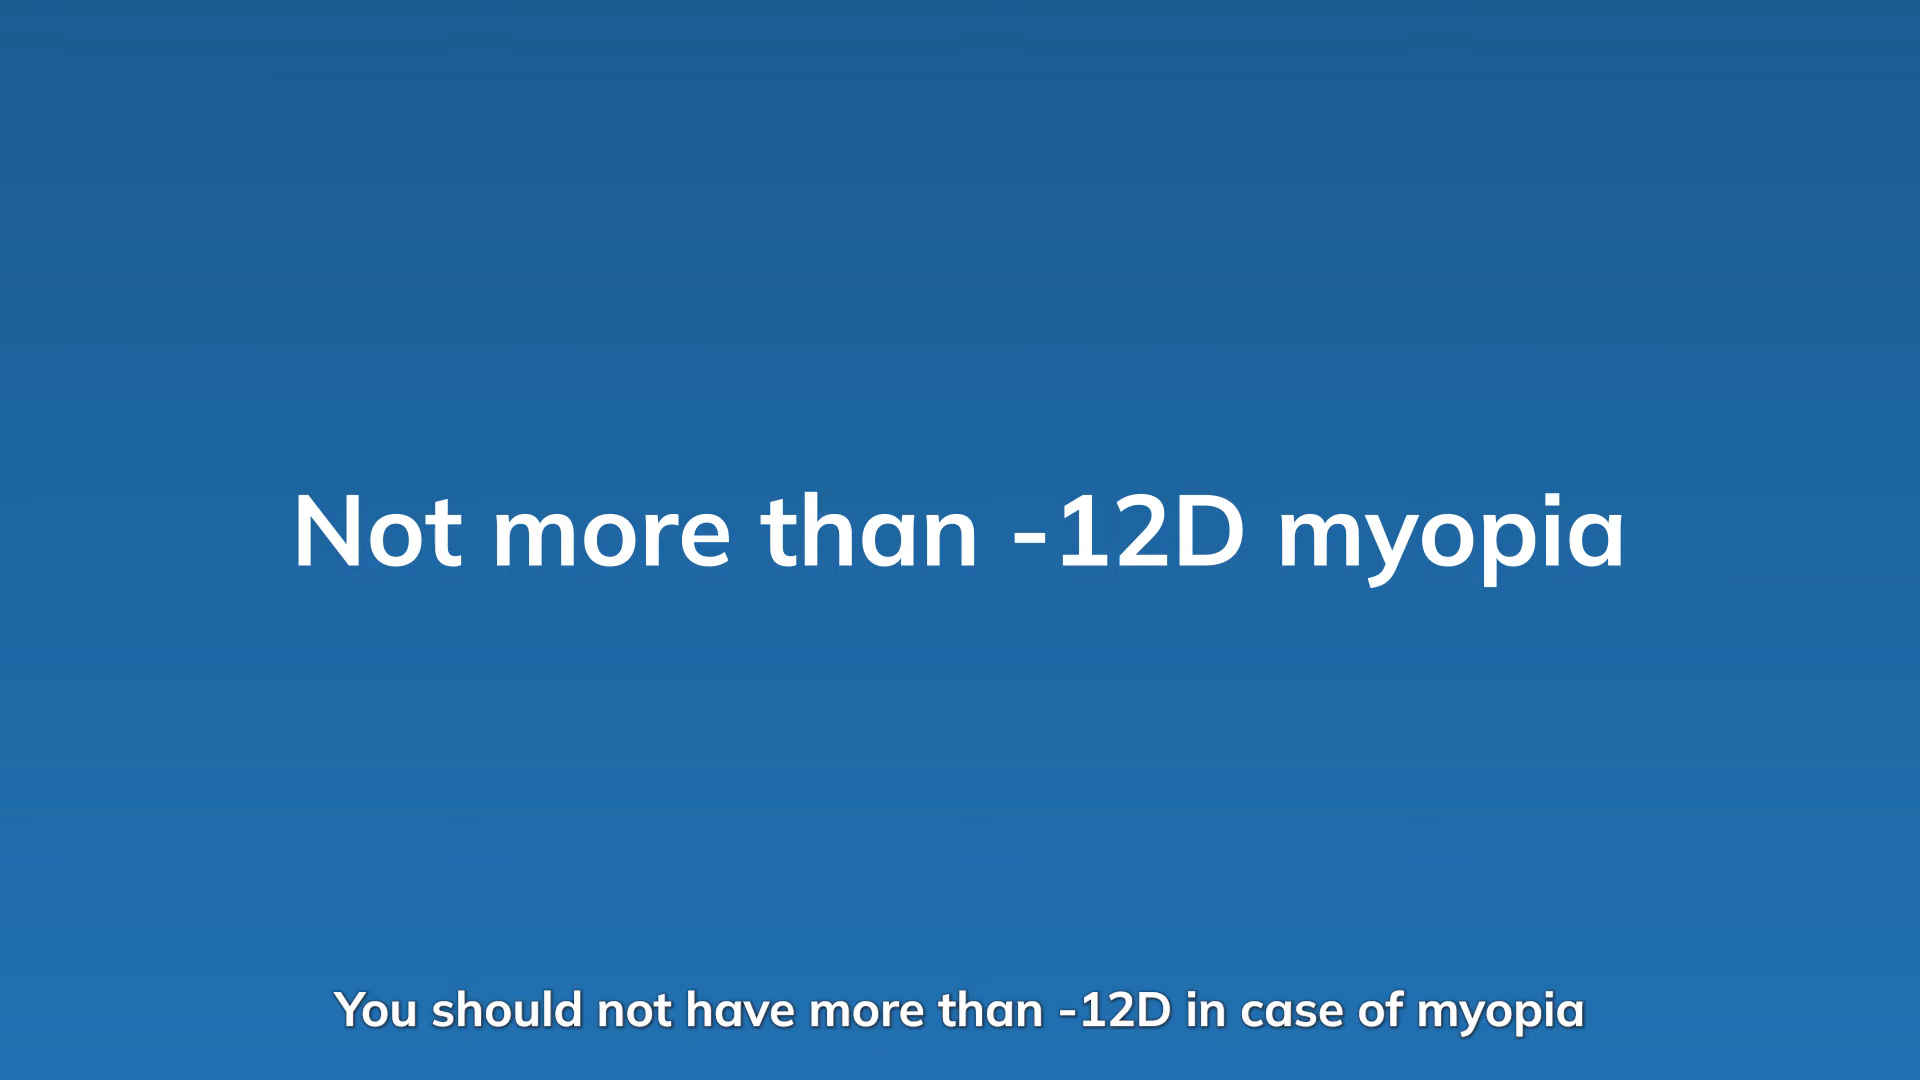 Not more than -12D myopia
You should not have more than -12D in case of myopia